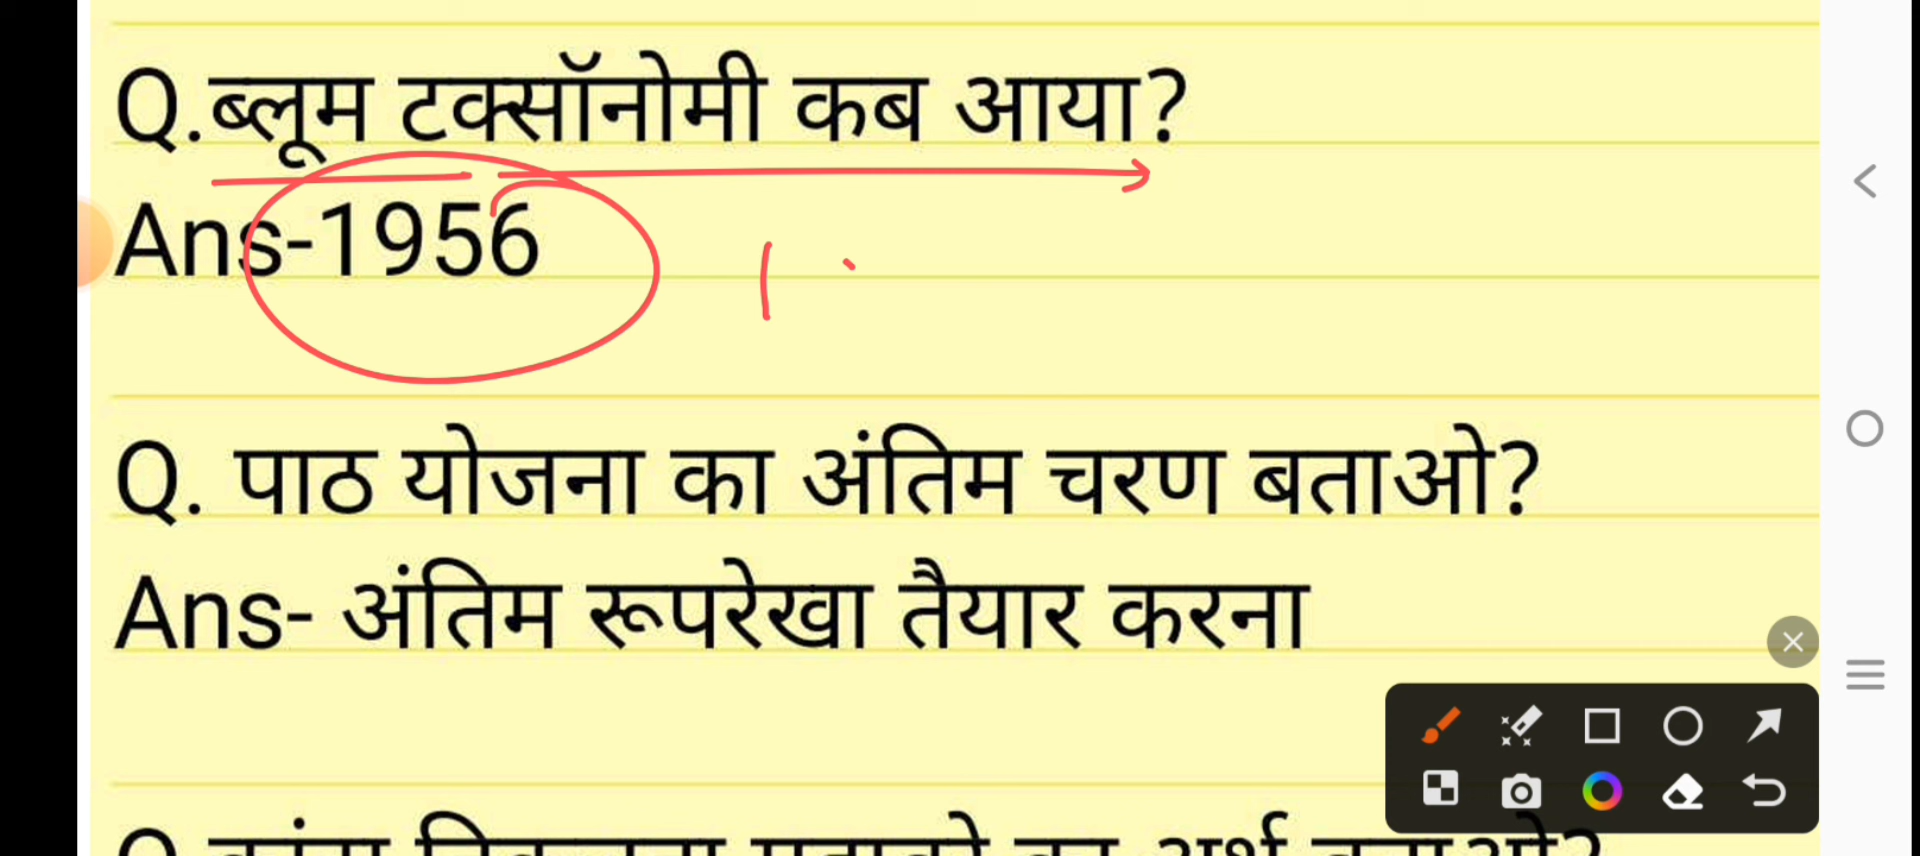 Q.ब्लूम टक्सॉनोमी कब आया?
Ans-1956
Q. पाठ योजना का अंतिम चरण बताओ?
Ans- अंतिम रूपरेखा तैयार करना